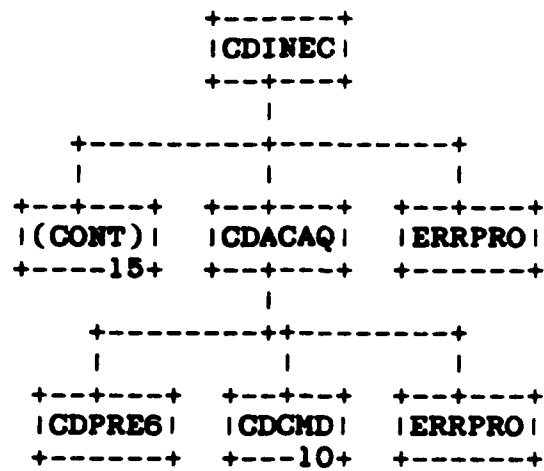 CDINEC
(CONT) CDACAQ ERRPRO
15
CDPRE6 CDCMD ERRPRO
10